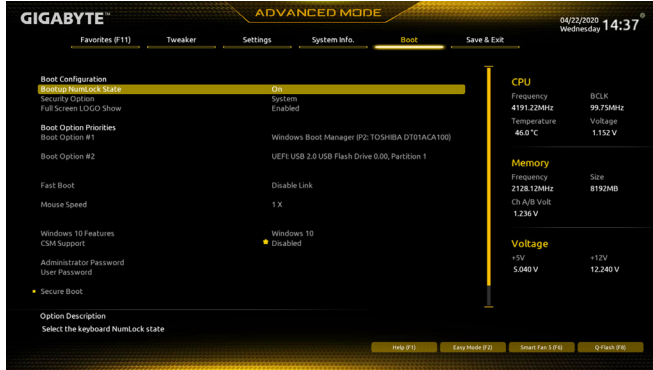 GIGABYTE™ ADVANCED MODE 04/22/2020 Wednesday 14:37
Favorites (F11) Tweaker Settings System Info. Boot Save & Exit
Boot Configuration
Bootup NumLock State On
Security Option System
Full Screen LOGO Show Enabled
Boot Option Priorities
Boot Option #1 Windows Boot Manager (P2: TOSHIBA DT01ACA100)
Boot Option #2 UEFI: USB 2.0 USB Flash Drive 0.00, Partition 1
Fast Boot Disable Link
Mouse Speed 1 X
Windows 10 Features Windows 10
CSM Support Disabled
Administrator Password
User Password
Secure Boot
CPU
Frequency BCLK
4191.22MHz 99.75MHz
Temperature Voltage
46.0 °C 1.152 V
Memory
Frequency Size
2128.12MHz 8192MB
Ch A/B Volt
1.236 V
Voltage
+5V +12V
5.040 V 12.240 V
Option Description
Select the keyboard NumLock state
Help (F1) Easy Mode (F2) Smart Fan 5 (F6) Q-Flash (F8)